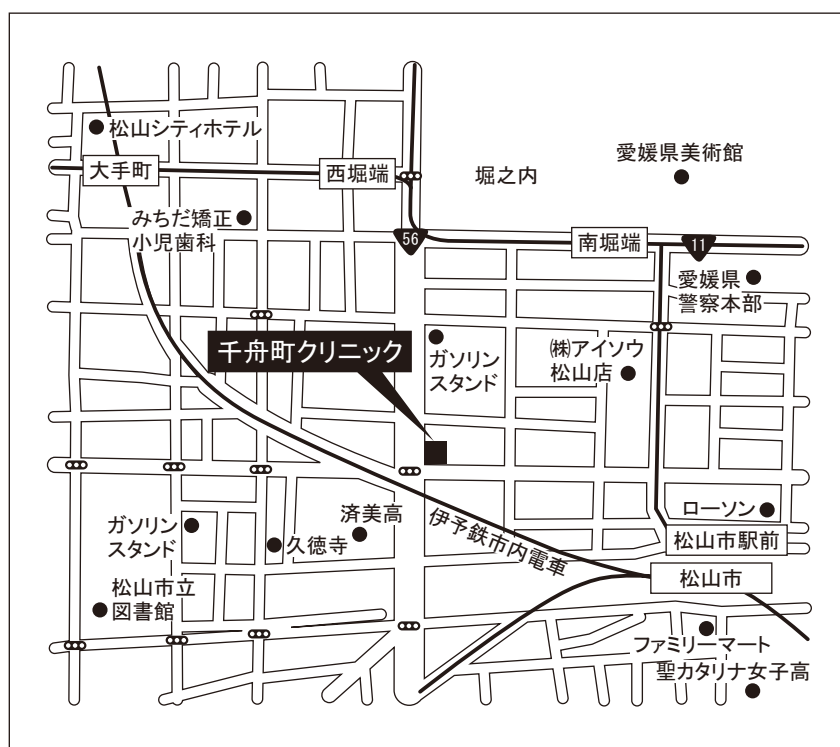 松山シティホテル
大手町
西堀端
堀之内
愛媛県美術館
みちだ矯正
小児歯科
56
南堀端
11
愛媛県
警察本部
千舟町クリニック
ガソリン
スタンド
㈱アイソウ
松山店
ローソン
松山市駅前
ガソリン
スタンド
久徳寺
済美高
伊予鉄市内電車
松山市
松山市立
図書館
ファミリーマート
聖カタリナ女子高